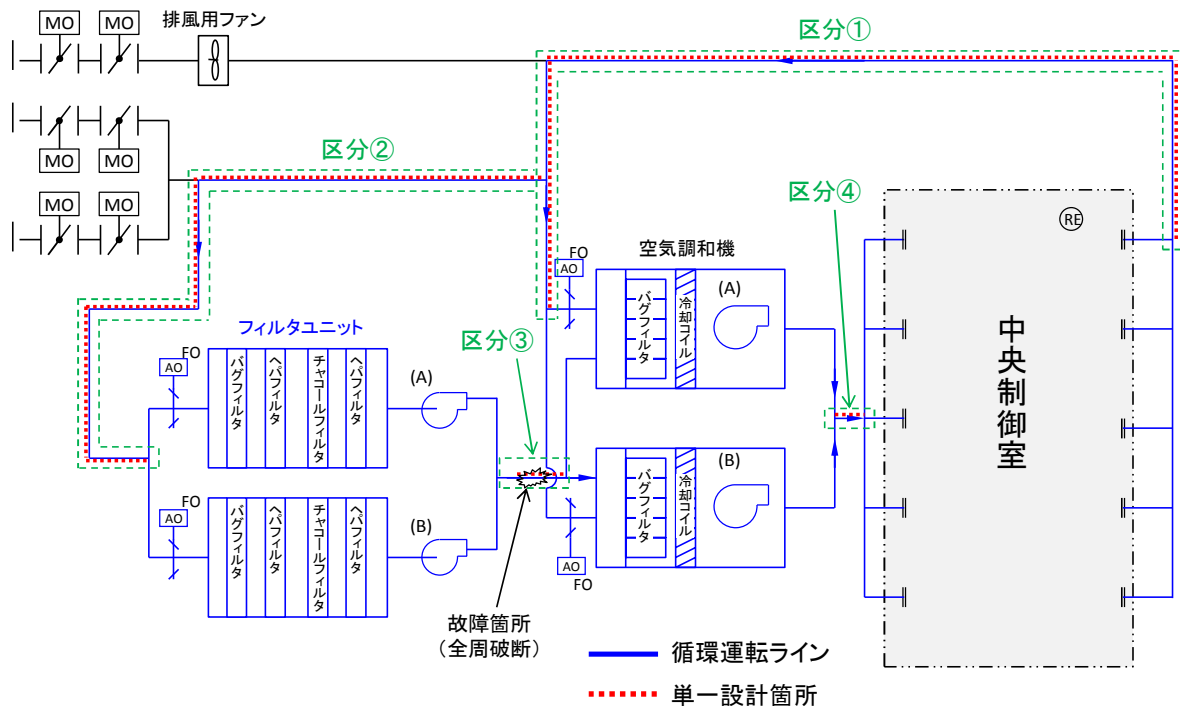 MO
MO
排風用ファン
区分①
MO
MO
区分②
MO
MO
区分④
RE
空気調和機
FO
AO
バグフィルタ
冷却コイル
(A)
中央制御室
フィルタユニット
区分③
FO
AO
バグフィルタ
ヘパフィルタ
チャコールフィルタ
ヘパフィルタ
(A)
バグフィルタ
冷却コイル
(B)
FO
AO
バグフィルタ
ヘパフィルタ
チャコールフィルタ
ヘパフィルタ
(B)
AO
FO
故障箇所
（全周破断）
循環運転ライン
単一設計箇所